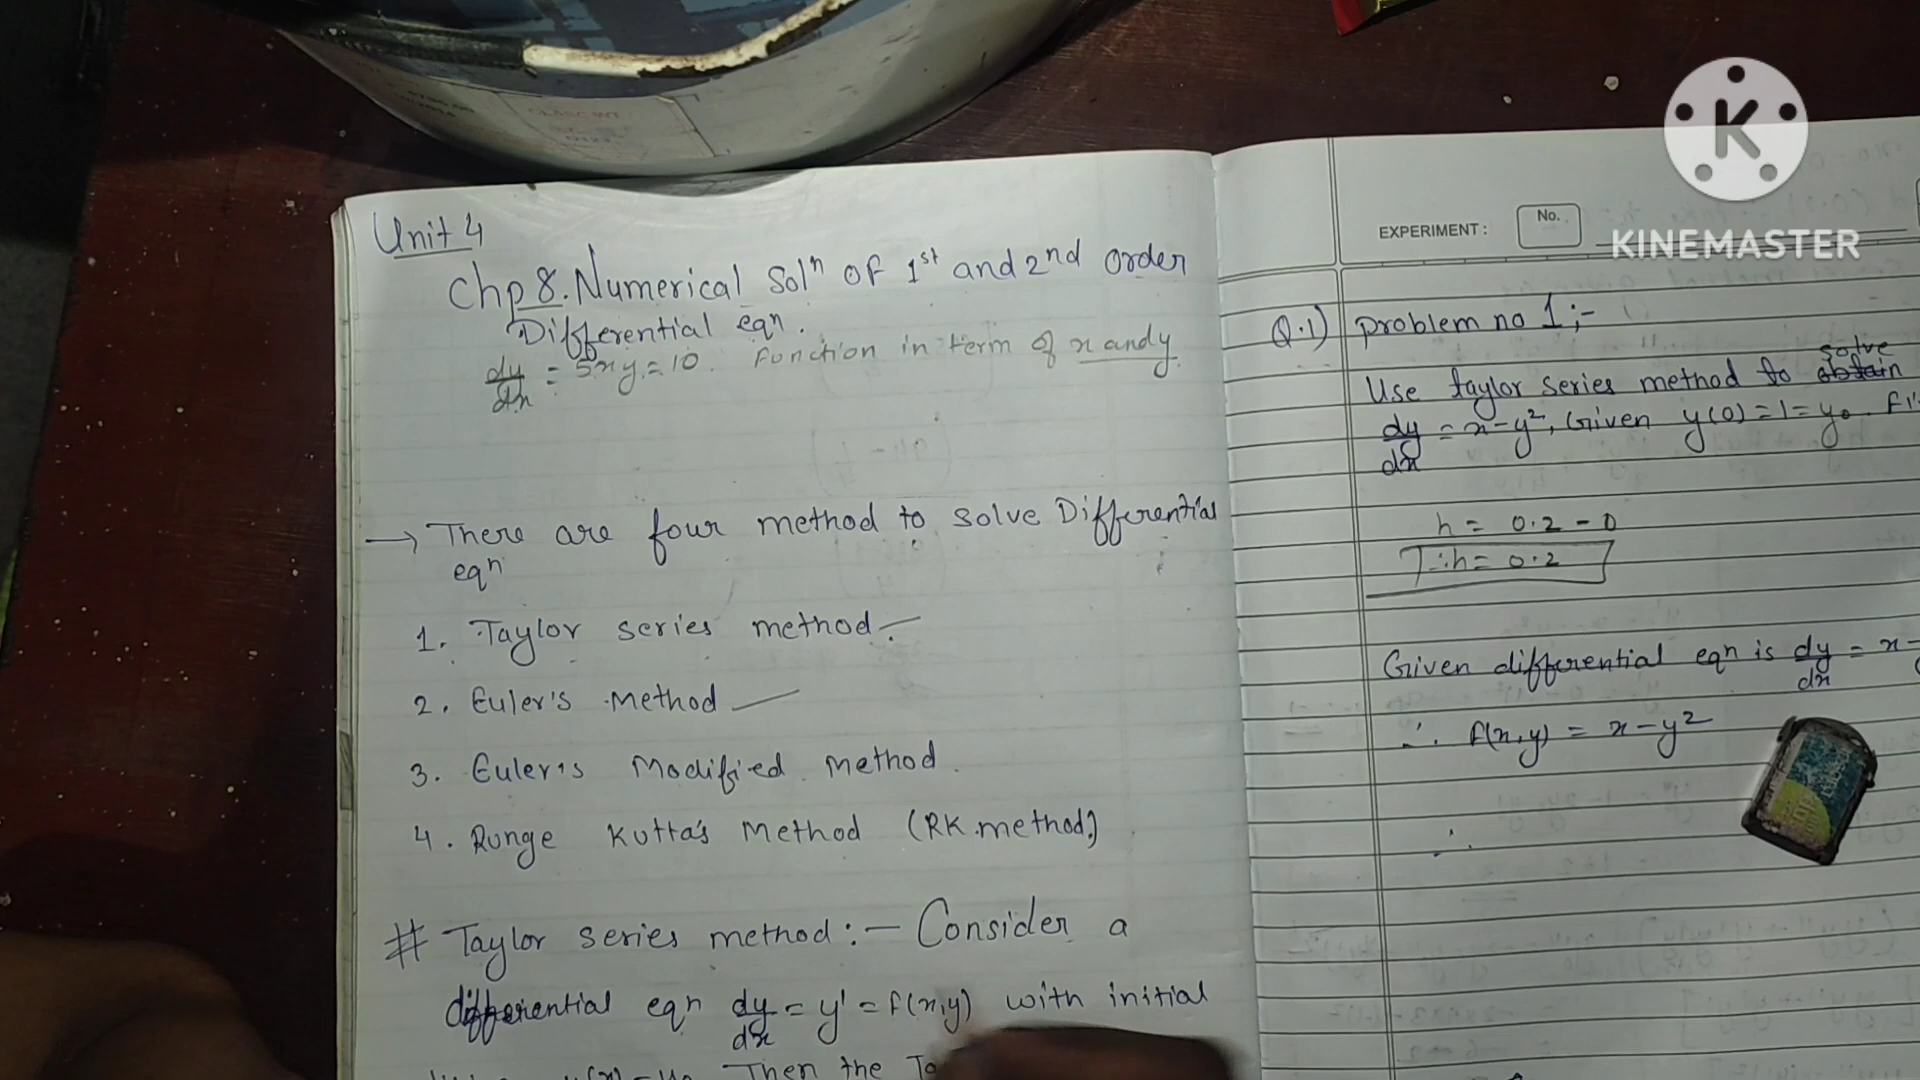 Unit 4
Chp 8. Numerical Solⁿ OF 1st and 2nd Order
Differential eqⁿ.
dy/dx = 5xy = 10. Function in term of x and y
→ There are four method to solve Differential
eqⁿ
1. Taylor series method
2. Euler's Method
3. Euler's Modified method.
4. Runge Kutta's Method (RK.method)
# Taylor series method :- Consider a
differential eqⁿ dy/dx = y' = f(x,y) with initial
Then the
EXPERIMENT :
No.
Q.1) Problem no 1 ;-
Use taylor series method to solve
dy/dx = x-y², Given y(0) = 1 = y₀.
h = 0.2 - 0
∴ h = 0.2
Given differential eqn is dy/dx = x-
∴ f(x,y) = x-y²
∴
K
KINEMASTER